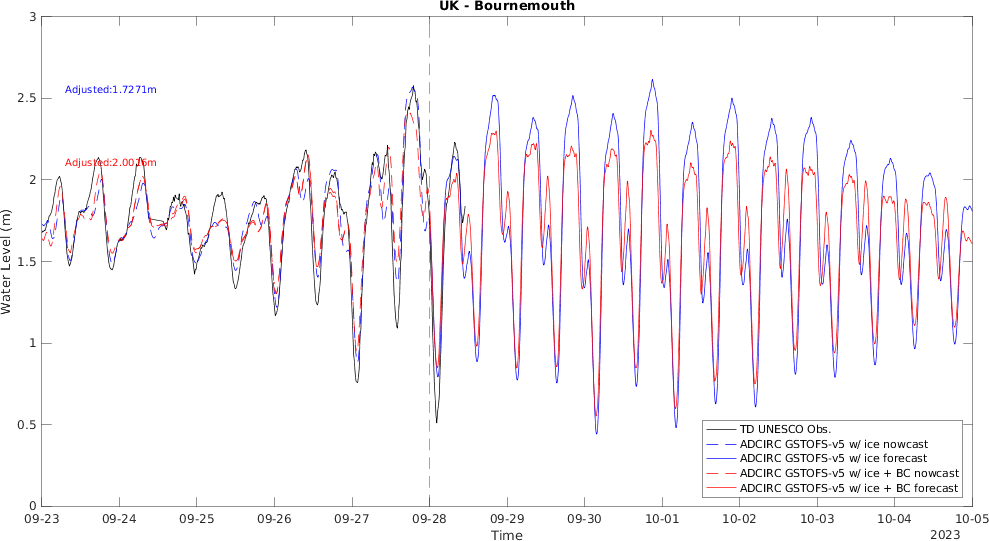 UK - Bournemouth
3
2.5
2
1.5
1
0.5
0
Water Level (m)
Adjusted:1.7271m
Adjusted:2.0016m
TD UNESCO Obs.
ADCIRC GSTOFS-v5 w/ ice nowcast
ADCIRC GSTOFS-v5 w/ ice forecast
ADCIRC GSTOFS-v5 w/ ice + BC nowcast
ADCIRC GSTOFS-v5 w/ ice + BC forecast
09-23 09-24 09-25 09-26 09-27 09-28 09-29 09-30 10-01 10-02 10-03 10-04 10-05
Time
2023